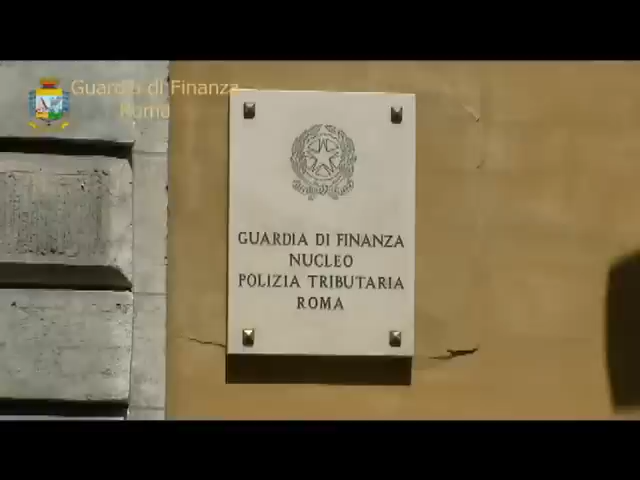 Guardia di Finanza
Roma
GUARDIA DI FINANZA
NUCLEO
POLIZIA TRIBUTARIA
ROMA